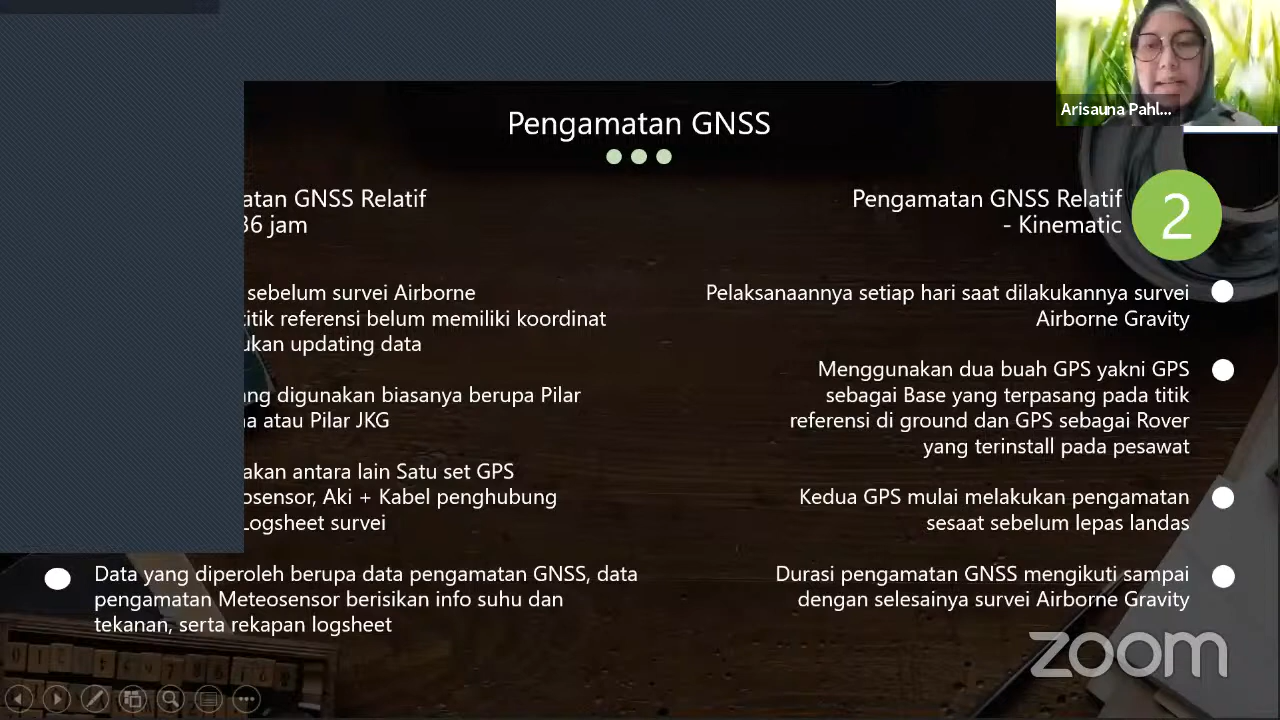 Pengamatan GNSS
Arisauna Pahl...
GNSS Relatif
36 jam
sebelum survei Airborne
titik referensi belum memiliki koordinat
updating data
digunakan biasanya berupa Pilar
atau Pilar JKG
antara lain Satu set GPS
Aki + Kabel penghubung
Logsheet survei
Data yang diperoleh berupa data pengamatan GNSS, data
pengamatan Meteosensor berisikan info suhu dan
tekanan, serta rekapan logsheet
Pengamatan GNSS Relatif
- Kinematic
2
Pelaksanaannya setiap hari saat dilakukannya survei
Airborne Gravity
Menggunakan dua buah GPS yakni GPS
sebagai Base yang terpasang pada titik
referensi di ground dan GPS sebagai Rover
yang terinstall pada pesawat
Kedua GPS mulai melakukan pengamatan
sesaat sebelum lepas landas
Durasi pengamatan GNSS mengikuti sampai
dengan selesainya survei Airborne Gravity
zoom